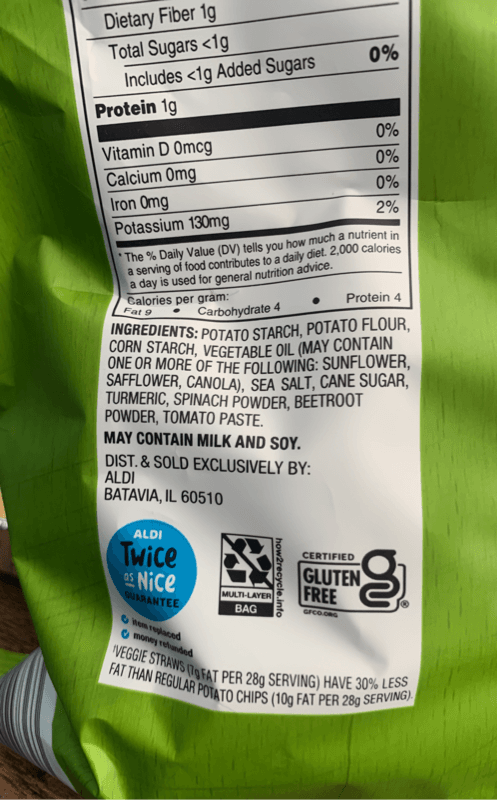 Dietary Fiber 1g
Total Sugars <1g
Includes <1g Added Sugars 0%
Protein 1g
Vitamin D 0mcg 0%
Calcium 0mg 0%
Iron 0mg 0%
Potassium 130mg 2%
* The % Daily Value (DV) tells you how much a nutrient in
a serving of food contributes to a daily diet. 2,000 calories
a day is used for general nutrition advice.
Calories per gram:
Fat 9 • Carbohydrate 4 • Protein 4
INGREDIENTS: POTATO STARCH, POTATO FLOUR,
CORN STARCH, VEGETABLE OIL (MAY CONTAIN
ONE OR MORE OF THE FOLLOWING: SUNFLOWER,
SAFFLOWER, CANOLA), SEA SALT, CANE SUGAR,
TURMERIC, SPINACH POWDER, BEETROOT
POWDER, TOMATO PASTE.
MAY CONTAIN MILK AND SOY.
DIST. & SOLD EXCLUSIVELY BY:
ALDI
BATAVIA, IL 60510
ALDI
Twice
as Nice
GUARANTEE
item replaced
money refunded
MULTI-LAYER
BAG
how2recycle.info
CERTIFIED
GLUTEN
FREE
GFCO.ORG
®
*VEGGIE STRAWS (7g FAT PER 28g SERVING) HAVE 30% LESS
FAT THAN REGULAR POTATO CHIPS (10g FAT PER 28g SERVING).